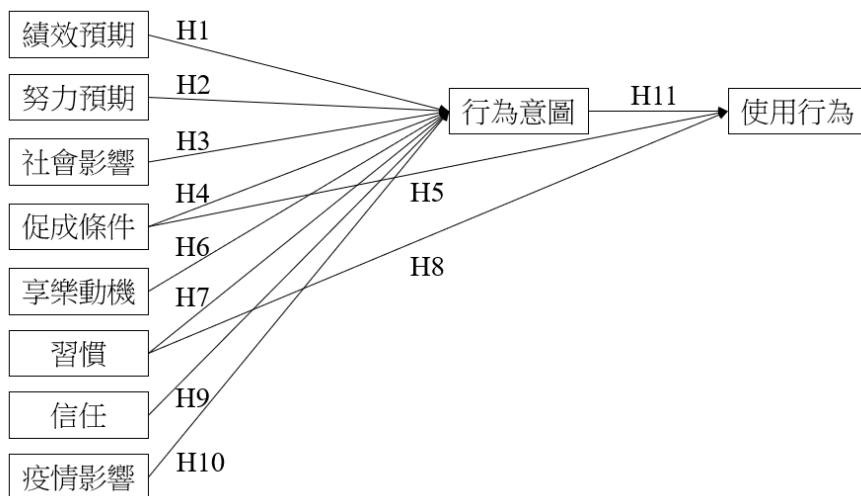 績效預期
H1
努力預期
H2
行為意圖
H11
使用行為
社會影響
H3
促成條件
H4
H5
享樂動機
H6
H8
習慣
H7
信任
H9
疫情影響
H10